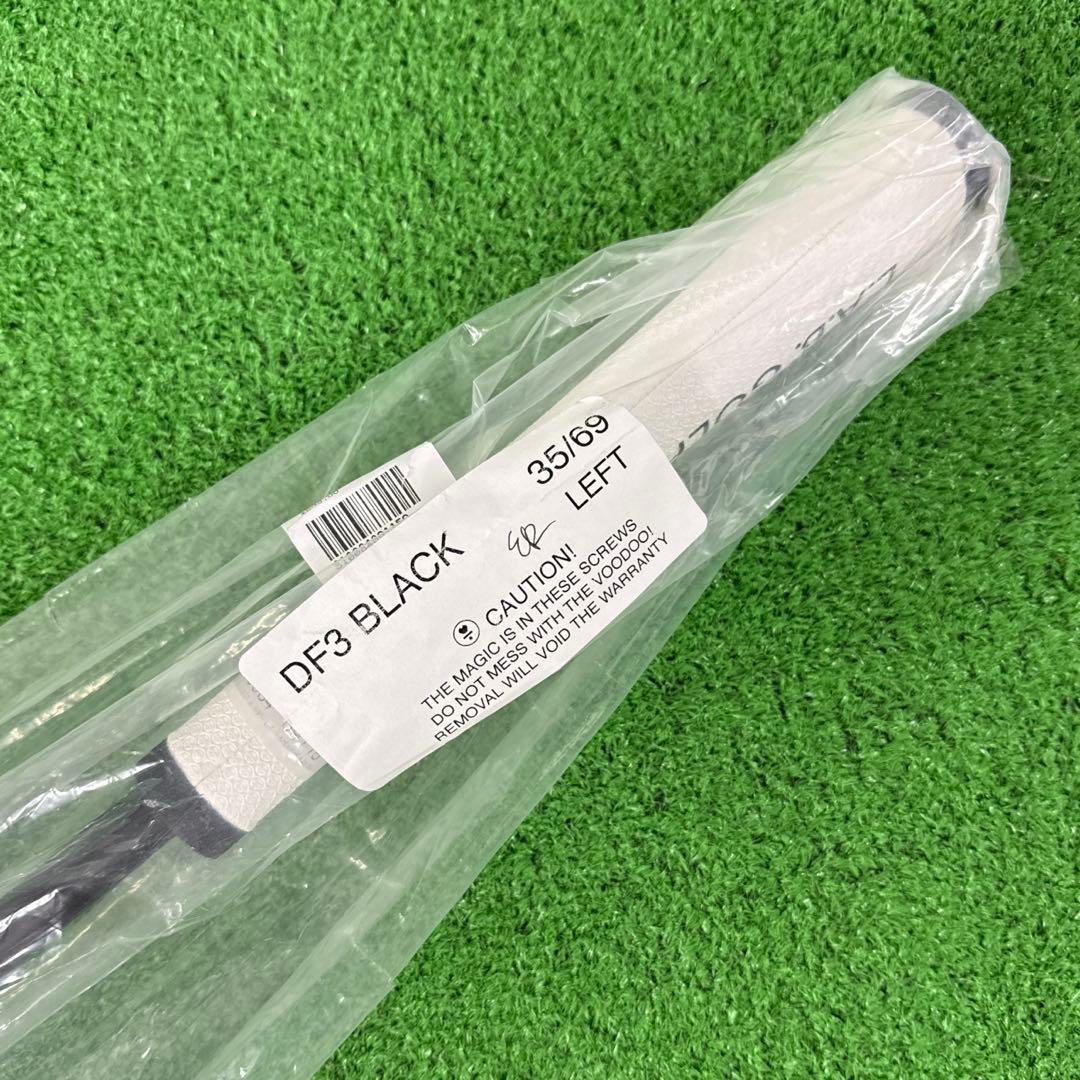 DF3 BLACK
35/69
LEFT
CAUTION!
THE MAGIC IS IN THESE SCREWS
DO NOT MESS WITH THE VOODOO!
REMOVAL WILL VOID THE WARRANTY